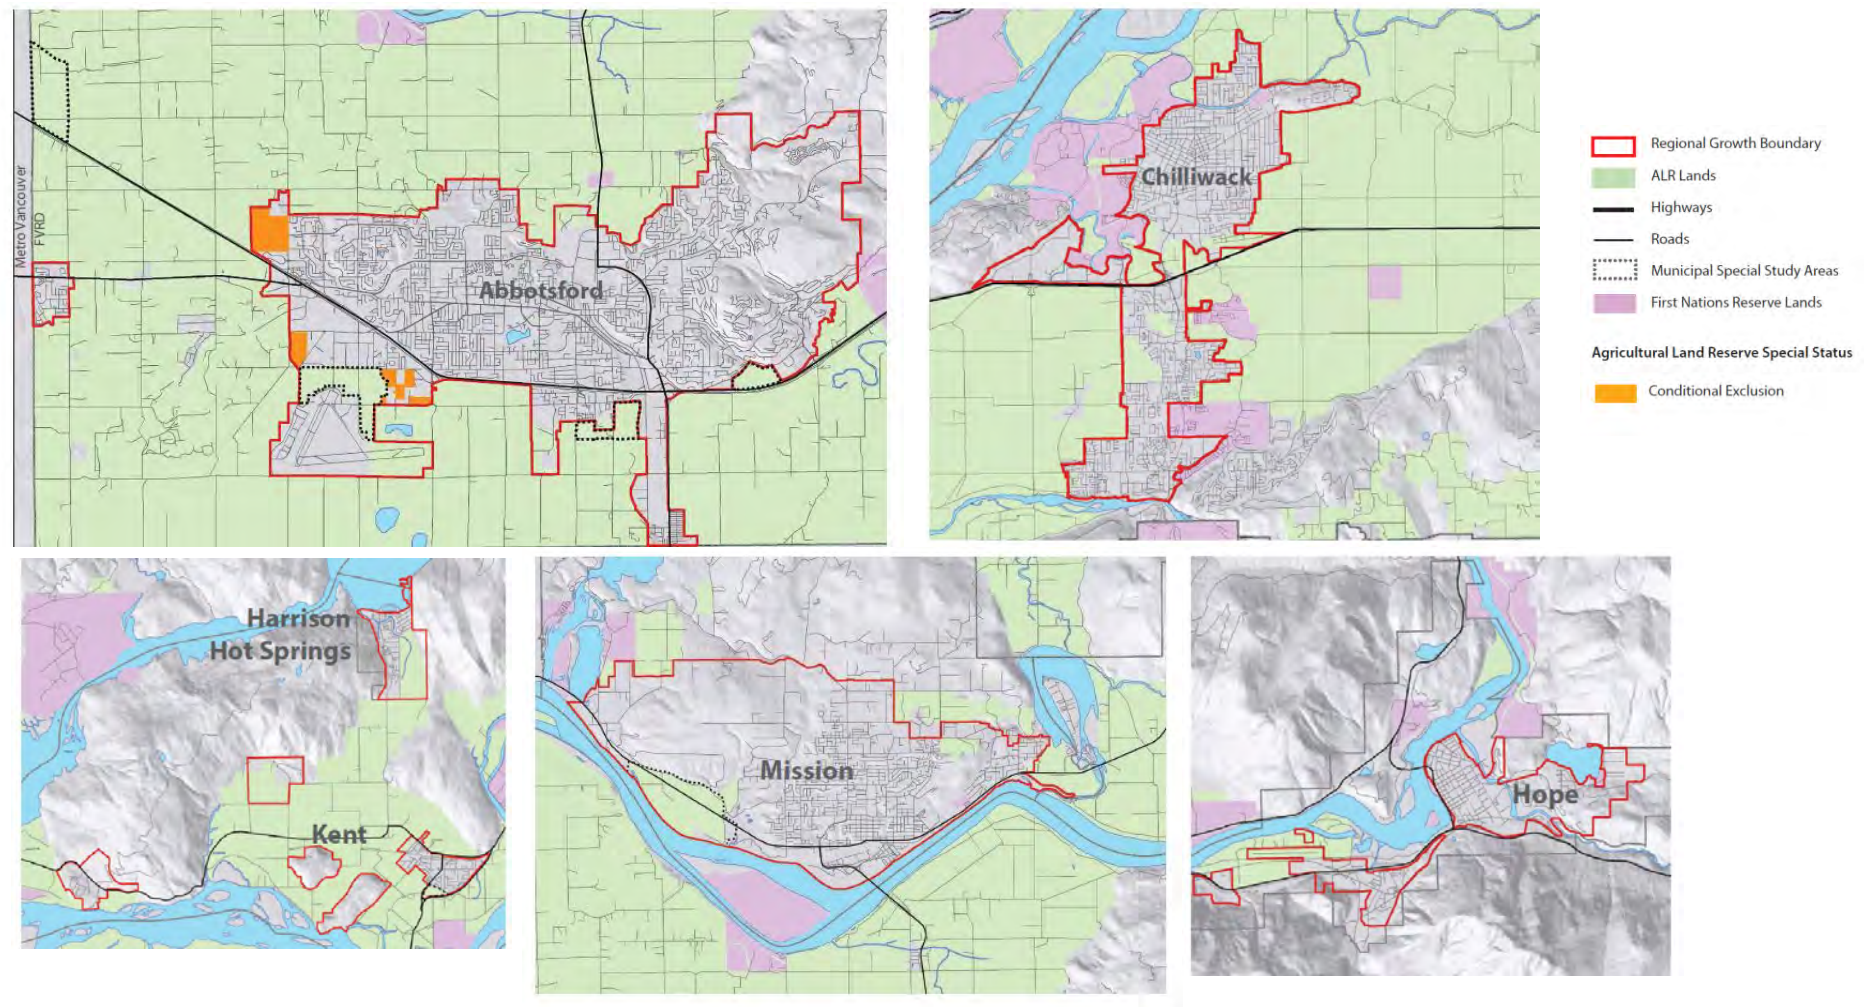 Metro Vancouver
FVRD
Abbotsford
Chilliwack
Regional Growth Boundary
ALR Lands
Highways
Roads
Municipal Special Study Areas
First Nations Reserve Lands
Agricultural Land Reserve Special Status
Conditional Exclusion
Harrison
Hot Springs
Kent
Mission
Hope